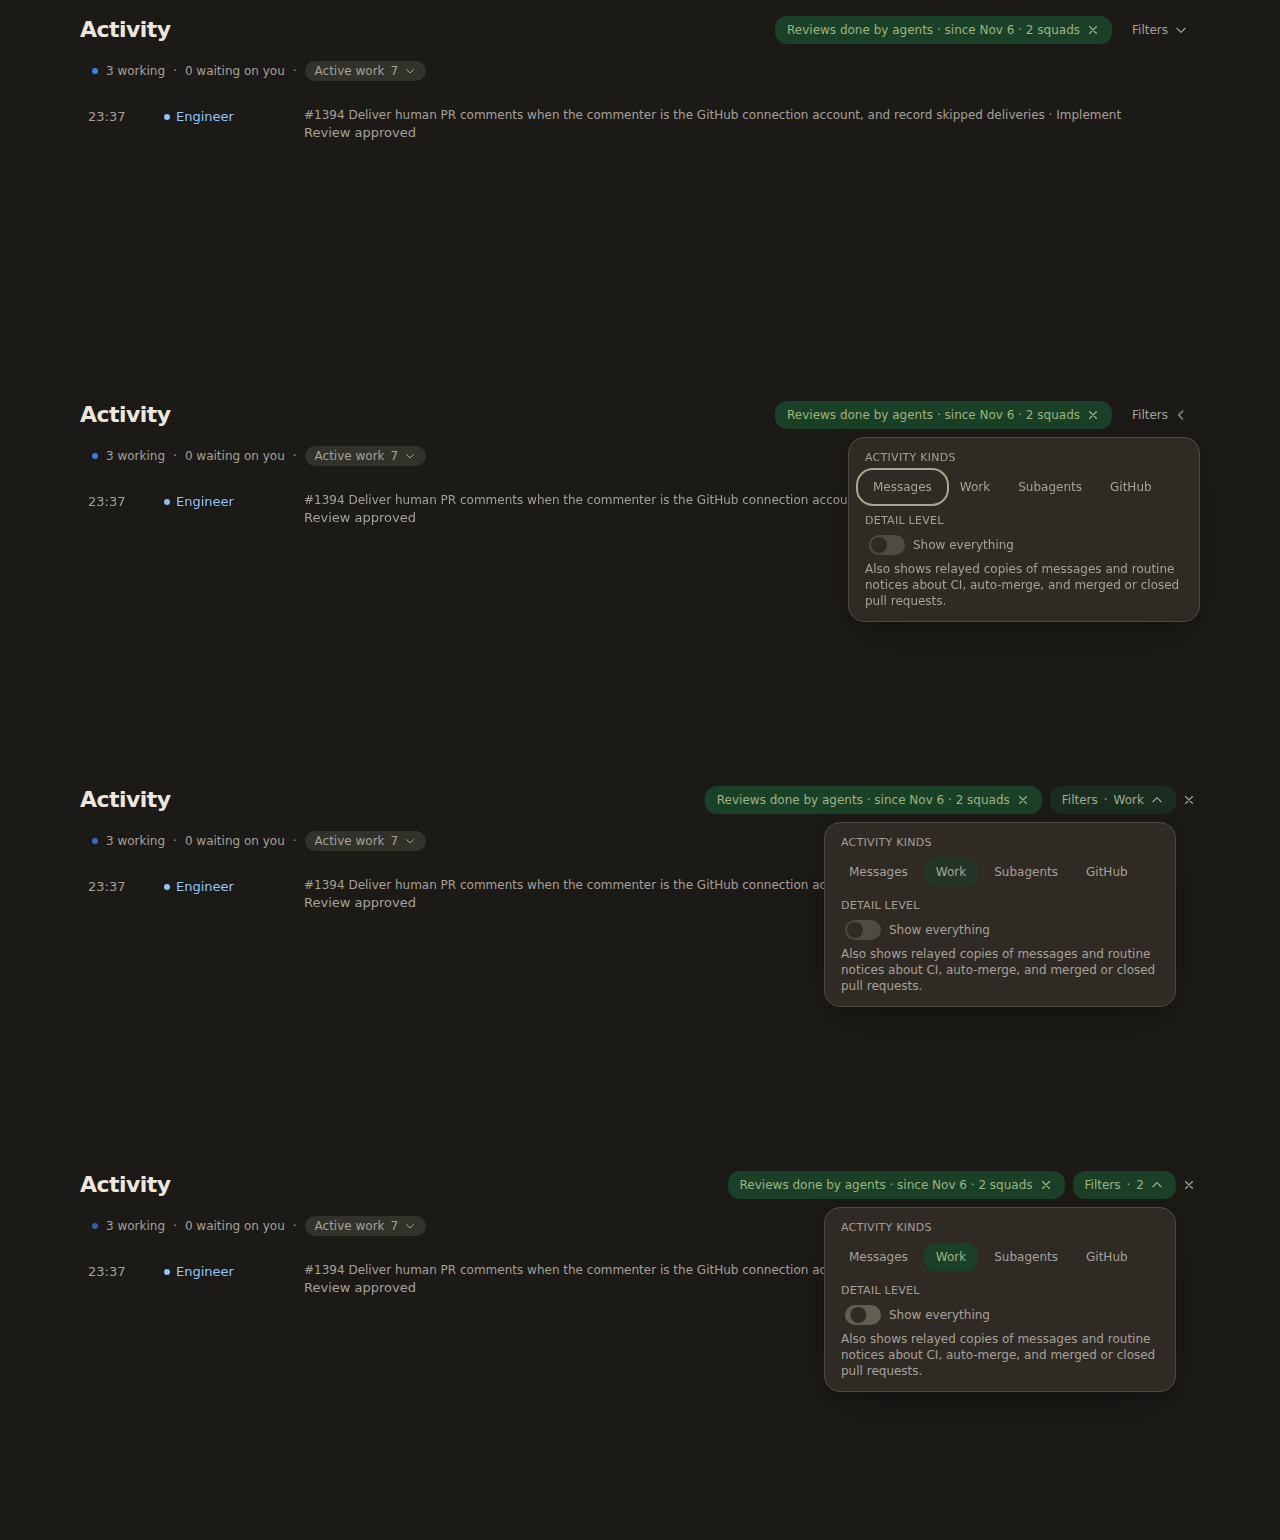 Activity
Reviews done by agents · since Nov 6 · 2 squads
Filters
3 working · 0 waiting on you · Active work 7
23:37 Engineer #1394 Deliver human PR comments when the commenter is the GitHub connection account, and record skipped deliveries · Implement
Review approved
Activity
Reviews done by agents · since Nov 6 · 2 squads
Filters
3 working · 0 waiting on you · Active work 7
23:37 Engineer #1394 Deliver human PR comments when the commenter is the GitHub connection
Review approved
ACTIVITY KINDS
Messages Work Subagents GitHub
DETAIL LEVEL
Show everything
Also shows relayed copies of messages and routine
notices about CI, auto-merge, and merged or closed
pull requests.
Activity
Reviews done by agents · since Nov 6 · 2 squads
Filters · Work
3 working · 0 waiting on you · Active work 7
23:37 Engineer #1394 Deliver human PR comments when the commenter is the GitHub connection
Review approved
ACTIVITY KINDS
Messages Work Subagents GitHub
DETAIL LEVEL
Show everything
Also shows relayed copies of messages and routine
notices about CI, auto-merge, and merged or closed
pull requests.
Activity
Reviews done by agents · since Nov 6 · 2 squads
Filters · 2
3 working · 0 waiting on you · Active work 7
23:37 Engineer #1394 Deliver human PR comments when the commenter is the GitHub connection
Review approved
ACTIVITY KINDS
Messages Work Subagents GitHub
DETAIL LEVEL
Show everything
Also shows relayed copies of messages and routine
notices about CI, auto-merge, and merged or closed
pull requests.